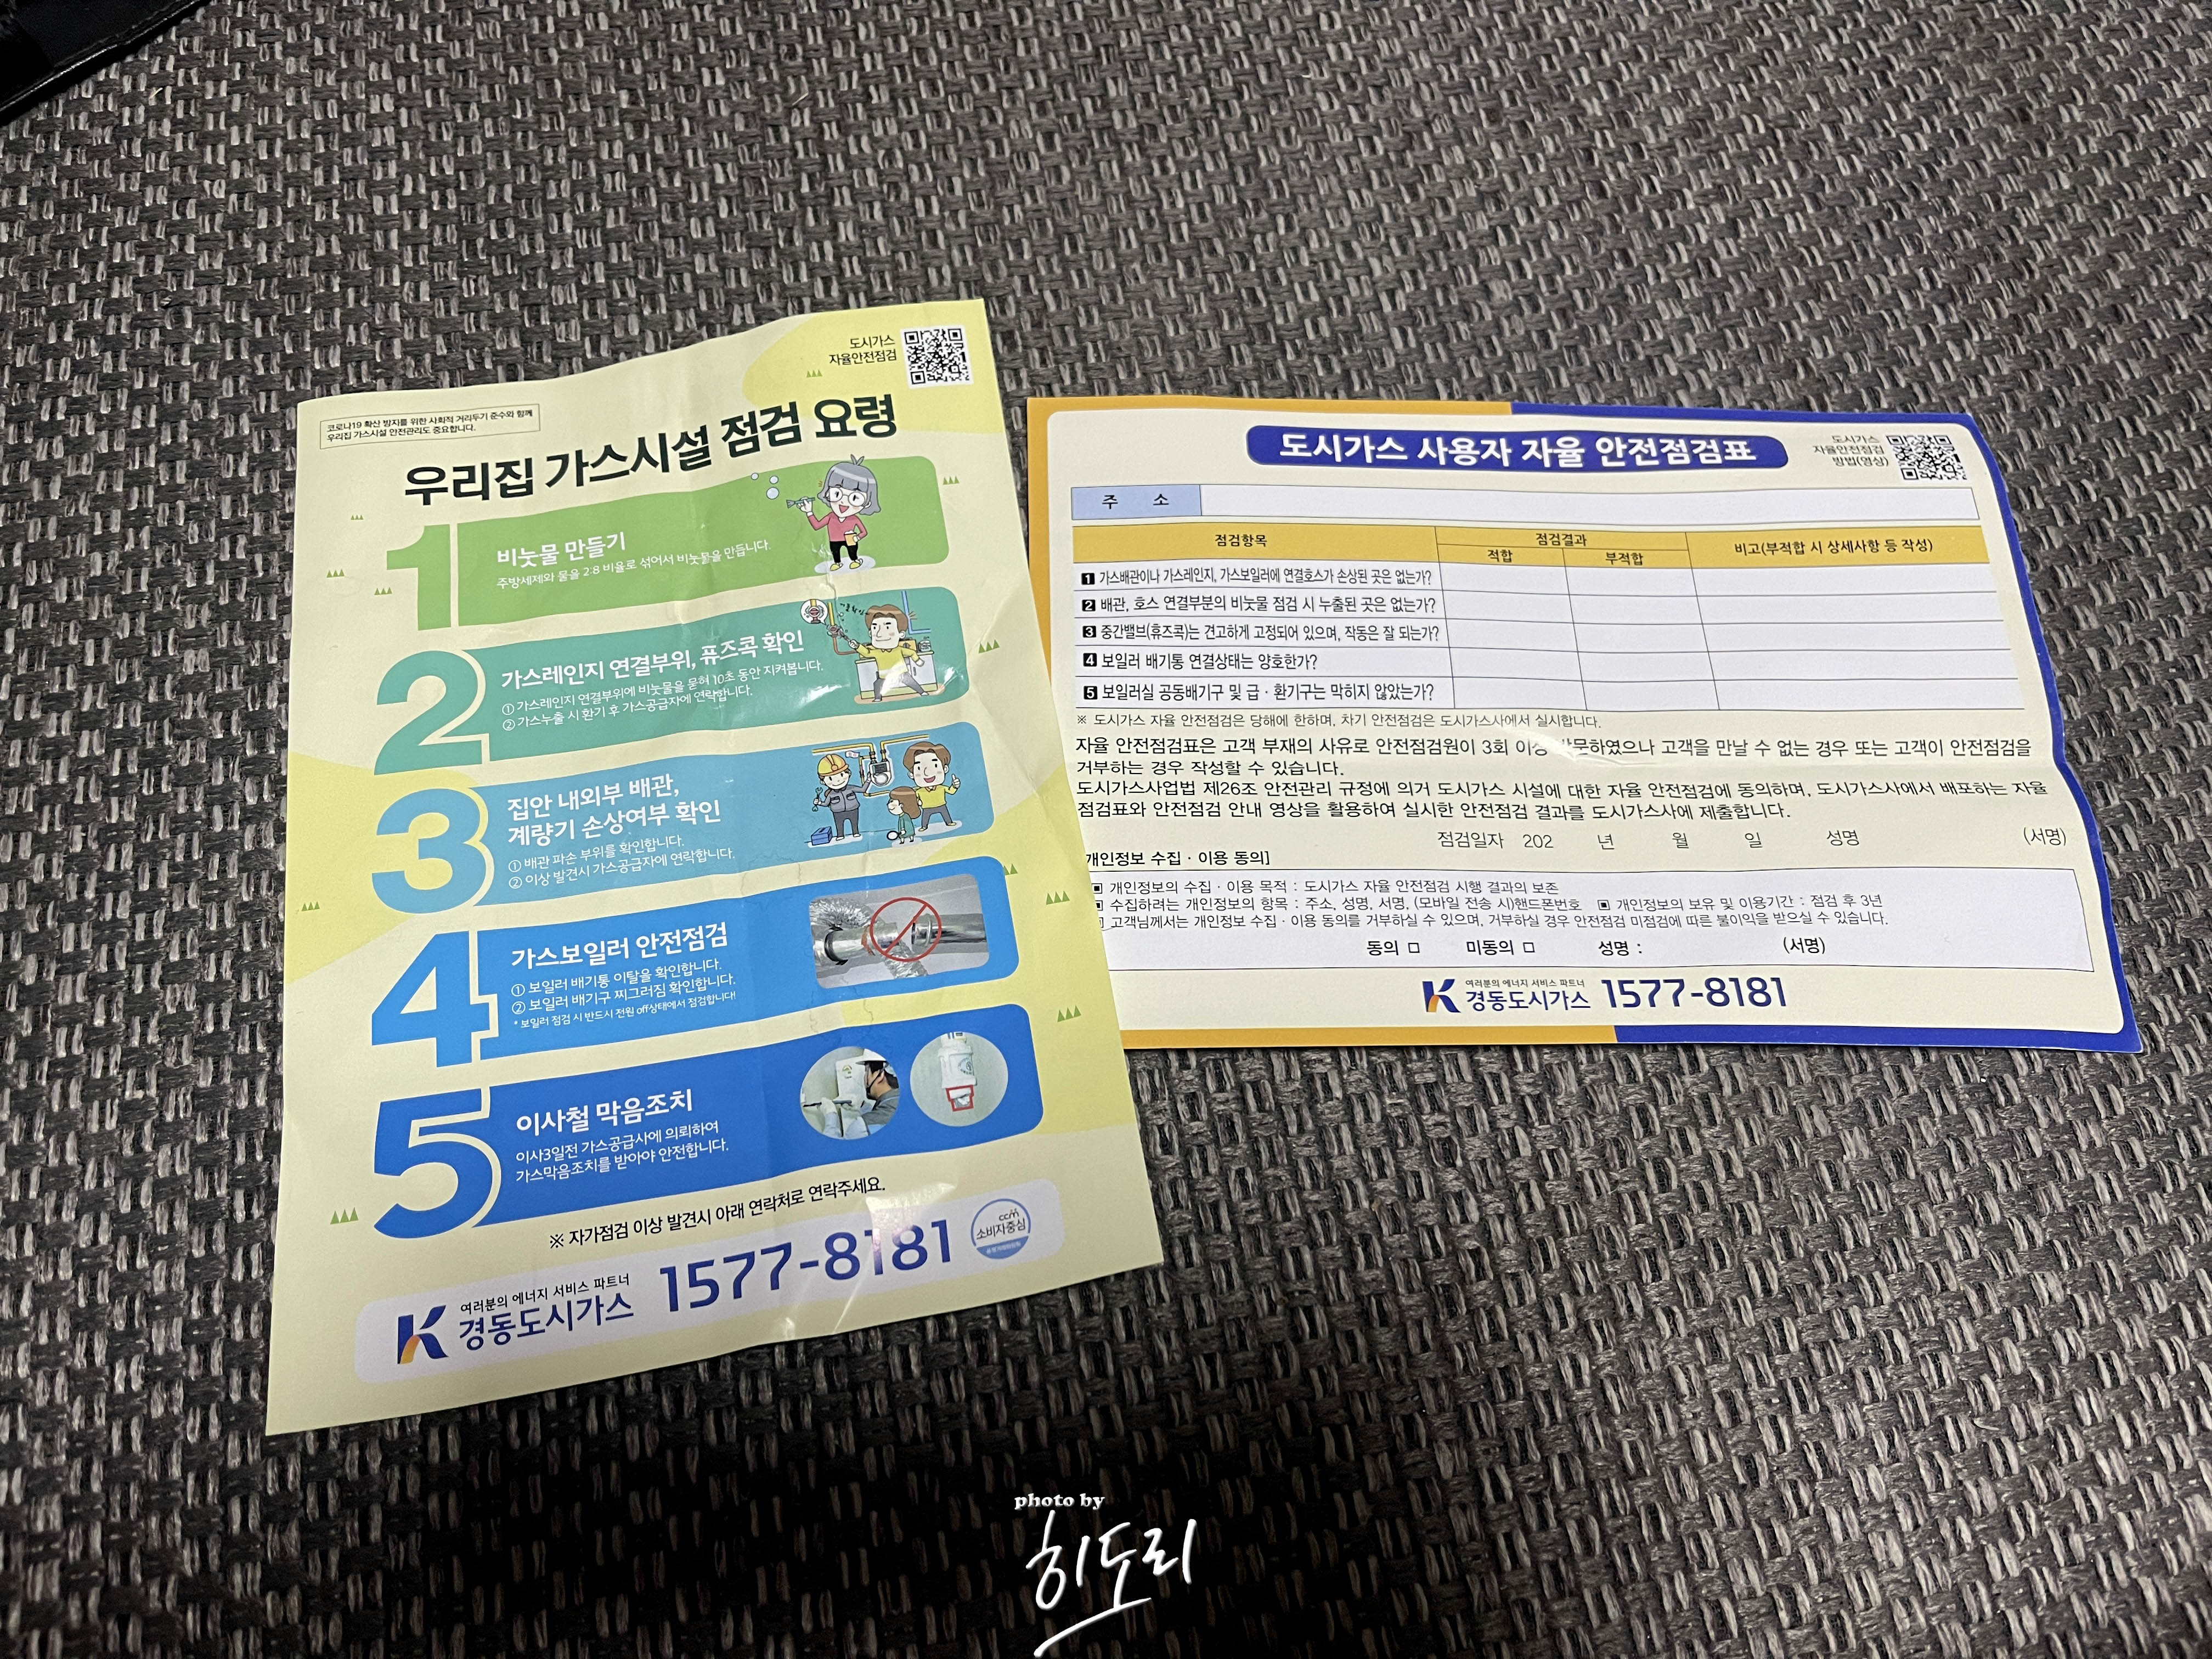 도시가스
자율안전점검
코로나19 확산 방지를 위한 사회적 거리두기 준수와 함께
우리집 가스시설 안전관리도 중요합니다.
우리집 가스시설 점검 요령
1
비눗물 만들기
주방세제와 물을 2:8 비율로 섞어서 비눗물을 만듭니다.
2
가스레인지 연결부위, 퓨즈콕 확인
① 가스레인지 연결부위에 비눗물을 묻혀 10초 동안 지켜봅니다.
② 가스누출 시 환기 후 가스공급자에 연락합니다.
3
집안 내외부 배관,
계량기 손상여부 확인
① 배관 파손 부위를 확인합니다.
② 이상 발견시 가스공급자에 연락합니다.
4
가스보일러 안전점검
① 보일러 배기통 이탈을 확인합니다.
② 보일러 배기구 찌그러짐 확인합니다.
* 보일러 점검 시 반드시 전원 off상태에서 점검합니다!
5
이사철 막음조치
이사3일전 가스공급사에 의뢰하여
가스막음조치를 받아야 안전합니다.
※ 자가점검 이상 발견시 아래 연락처로 연락주세요.
여러분의 에너지 서비스 파트너
경동도시가스 1577-8181
ccm
소비자중심
도시가스 사용자 자율 안전점검표
도시가스
자율안전점검
방법(영상)
주 소
점검항목 점검결과 비고(부적합 시 상세사항 등 작성)
적합 부적합
1 가스배관이나 가스레인지, 가스보일러에 연결호스가 손상된 곳은 없는가?
2 배관, 호스 연결부분의 비눗물 점검 시 누출된 곳은 없는가?
3 중간밸브(휴즈콕)는 견고하게 고정되어 있으며, 작동은 잘 되는가?
4 보일러 배기통 연결상태는 양호한가?
5 보일러실 공동배기구 및 급·환기구는 막히지 않았는가?
※ 도시가스 자율 안전점검은 당해에 한하며, 차기 안전점검은 도시가스사에서 실시합니다.
자율 안전점검표은 고객 부재의 사유로 안전점검원이 3회 이상 방문하였으나 고객을 만날 수 없는 경우 또는 고객이 안전점검을
거부하는 경우 작성할 수 있습니다.
도시가스사업법 제26조 안전관리 규정에 의거 도시가스 시설에 대한 자율 안전점검에 동의하며, 도시가스사에서 배포하는 자율
점검표와 안전점검 안내 영상을 활용하여 실시한 안전점검 결과를 도시가스사에 제출합니다.
점검일자 202 년 월 일 성명 (서명)
개인정보 수집·이용 동의]
▣ 개인정보의 수집·이용 목적 : 도시가스 자율 안전점검 시행 결과의 보존
▣ 수집하려는 개인정보의 항목 : 주소, 성명, 서명, (모바일 전송 시)핸드폰번호 ▣ 개인정보의 보유 및 이용기간 : 점검 후 3년
고객님께서는 개인정보 수집·이용 동의를 거부하실 수 있으며, 거부하실 경우 안전점검 미점검에 따른 불이익을 받으실 수 있습니다.
동의 □ 미동의 □ 성명 : (서명)
여러분의 에너지 서비스 파트너
경동도시가스 1577-8181
photo by
히도리